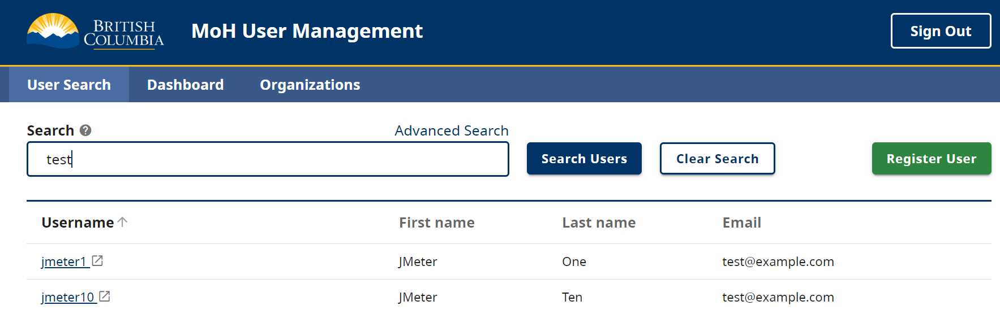 BRITISH
COLUMBIA
MoH User Management
Sign Out
User Search
Dashboard
Organizations
Search
Advanced Search
test
Search Users
Clear Search
Register User
Username First name Last name Email
jmeter1 JMeter One test@example.com
jmeter10 JMeter Ten test@example.com